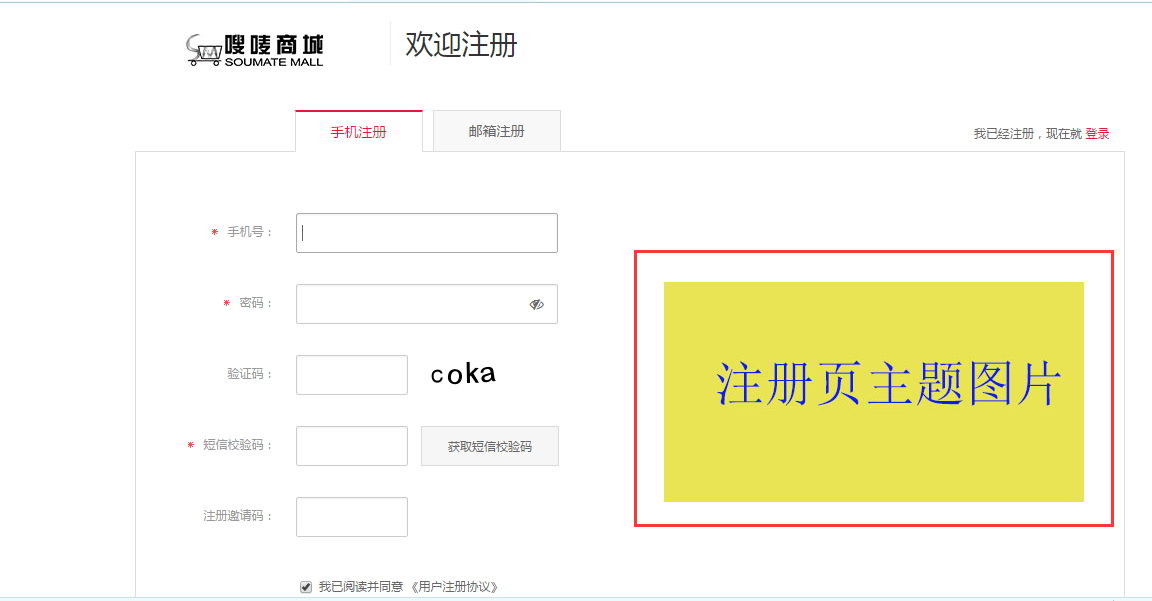 嗖唛商城
SOUMATE MALL
欢迎注册
手机注册
邮箱注册
我已经注册，现在就 登录
* 手机号：
* 密码：
验证码：
coka
* 短信校验码：
获取短信校验码
注册邀请码：
我已阅读并同意 《用户注册协议》
注册页主题图片